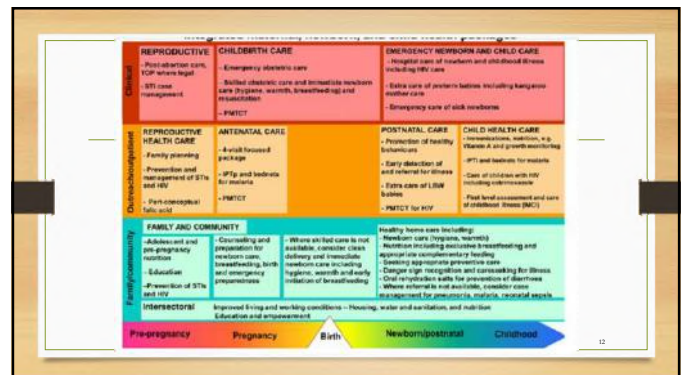 Integrated maternal, newborn, and child health packages
Clinical
REPRODUCTIVE
- Post-abortion care,
TOP where legal
- STI case
management
CHILDBIRTH CARE
- Emergency obstetric care
- Skilled obstetric care and immediate newborn
care (hygiene, warmth, breastfeeding) and
resuscitation
- PMTCT
EMERGENCY NEWBORN AND CHILD CARE
- Hospital care of newborn and childhood illness
including HIV care
- Extra care of preterm babies including kangaroo
mother care
- Emergency care of sick newborns
Outreach/outpatient
REPRODUCTIVE
HEALTH CARE
- Family planning
- Prevention and
management of STIs
and HIV
- Peri-conceptual
folic acid
ANTENATAL CARE
- 4-visit focused
package
- IPTp and bednets
for malaria
- PMTCT
POSTNATAL CARE
- Promotion of healthy
behaviours
- Early detection of
and referral for illness
- Extra care of LBW
babies
- PMTCT for HIV
CHILD HEALTH CARE
- Immunizations, nutrition, e.g.
Vitamin A and growth monitoring
- IPTi and bednets for malaria
- Care of children with HIV
including cotrimoxazole
- First level assessment and care
of childhood illness (IMCI)
Family/community
FAMILY AND COMMUNITY
-Adolescent and
pre-pregnancy
nutrition
- Education
-Prevention of STIs
and HIV
- Counseling and
preparation for
newborn care,
breastfeeding, birth
and emergency
preparedness
- Where skilled care is not
available, consider clean
delivery and immediate
newborn care including
hygiene, warmth and early
initiation of breastfeeding
Healthy home care including:
- Newborn care (hygiene, warmth)
- Nutrition including exclusive breastfeeding and
appropriate complementary feeding
- Seeking appropriate preventive care
- Danger sign recognition and careseeking for illness
- Oral rehydration salts for prevention of diarrhoea
- Where referral is not available, consider case
management for pneumonia, malaria, neonatal sepsis
Intersectoral
Improved living and working conditions – Housing, water and sanitation, and nutrition
Education and empowerment
Pre-pregnancy
Pregnancy
Birth
Newborn/postnatal
Childhood
12